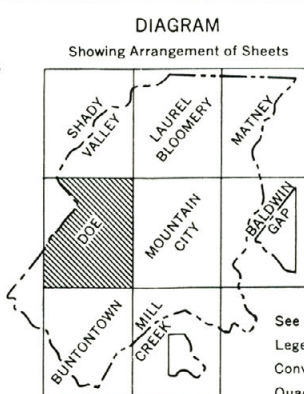 DIAGRAM
Showing Arrangement of Sheets
SHADY
VALLEY
LAUREL
BLOOMERY
MATNEY
DOE
MOUNTAIN
CITY
BALDWIN
GAP
BUNTONTOWN
MILL
CREEK
See
Lege
Conv